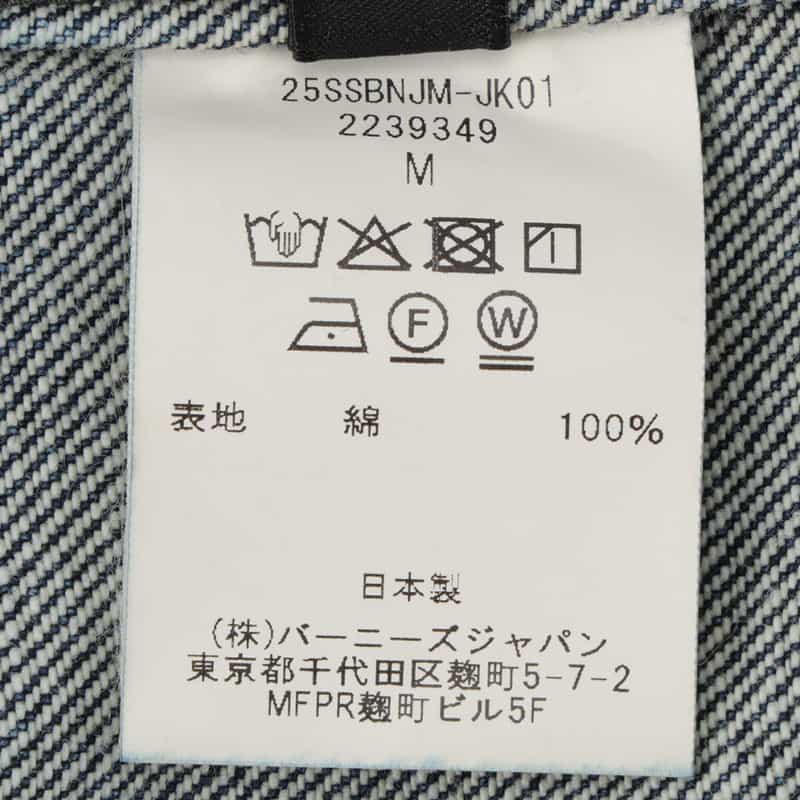 25SSBNJM-JK01
2239349
M
F W
表地 綿 100%
日本製
(株)バーニーズジャパン
東京都千代田区麹町5-7-2
MFPR麹町ビル5F